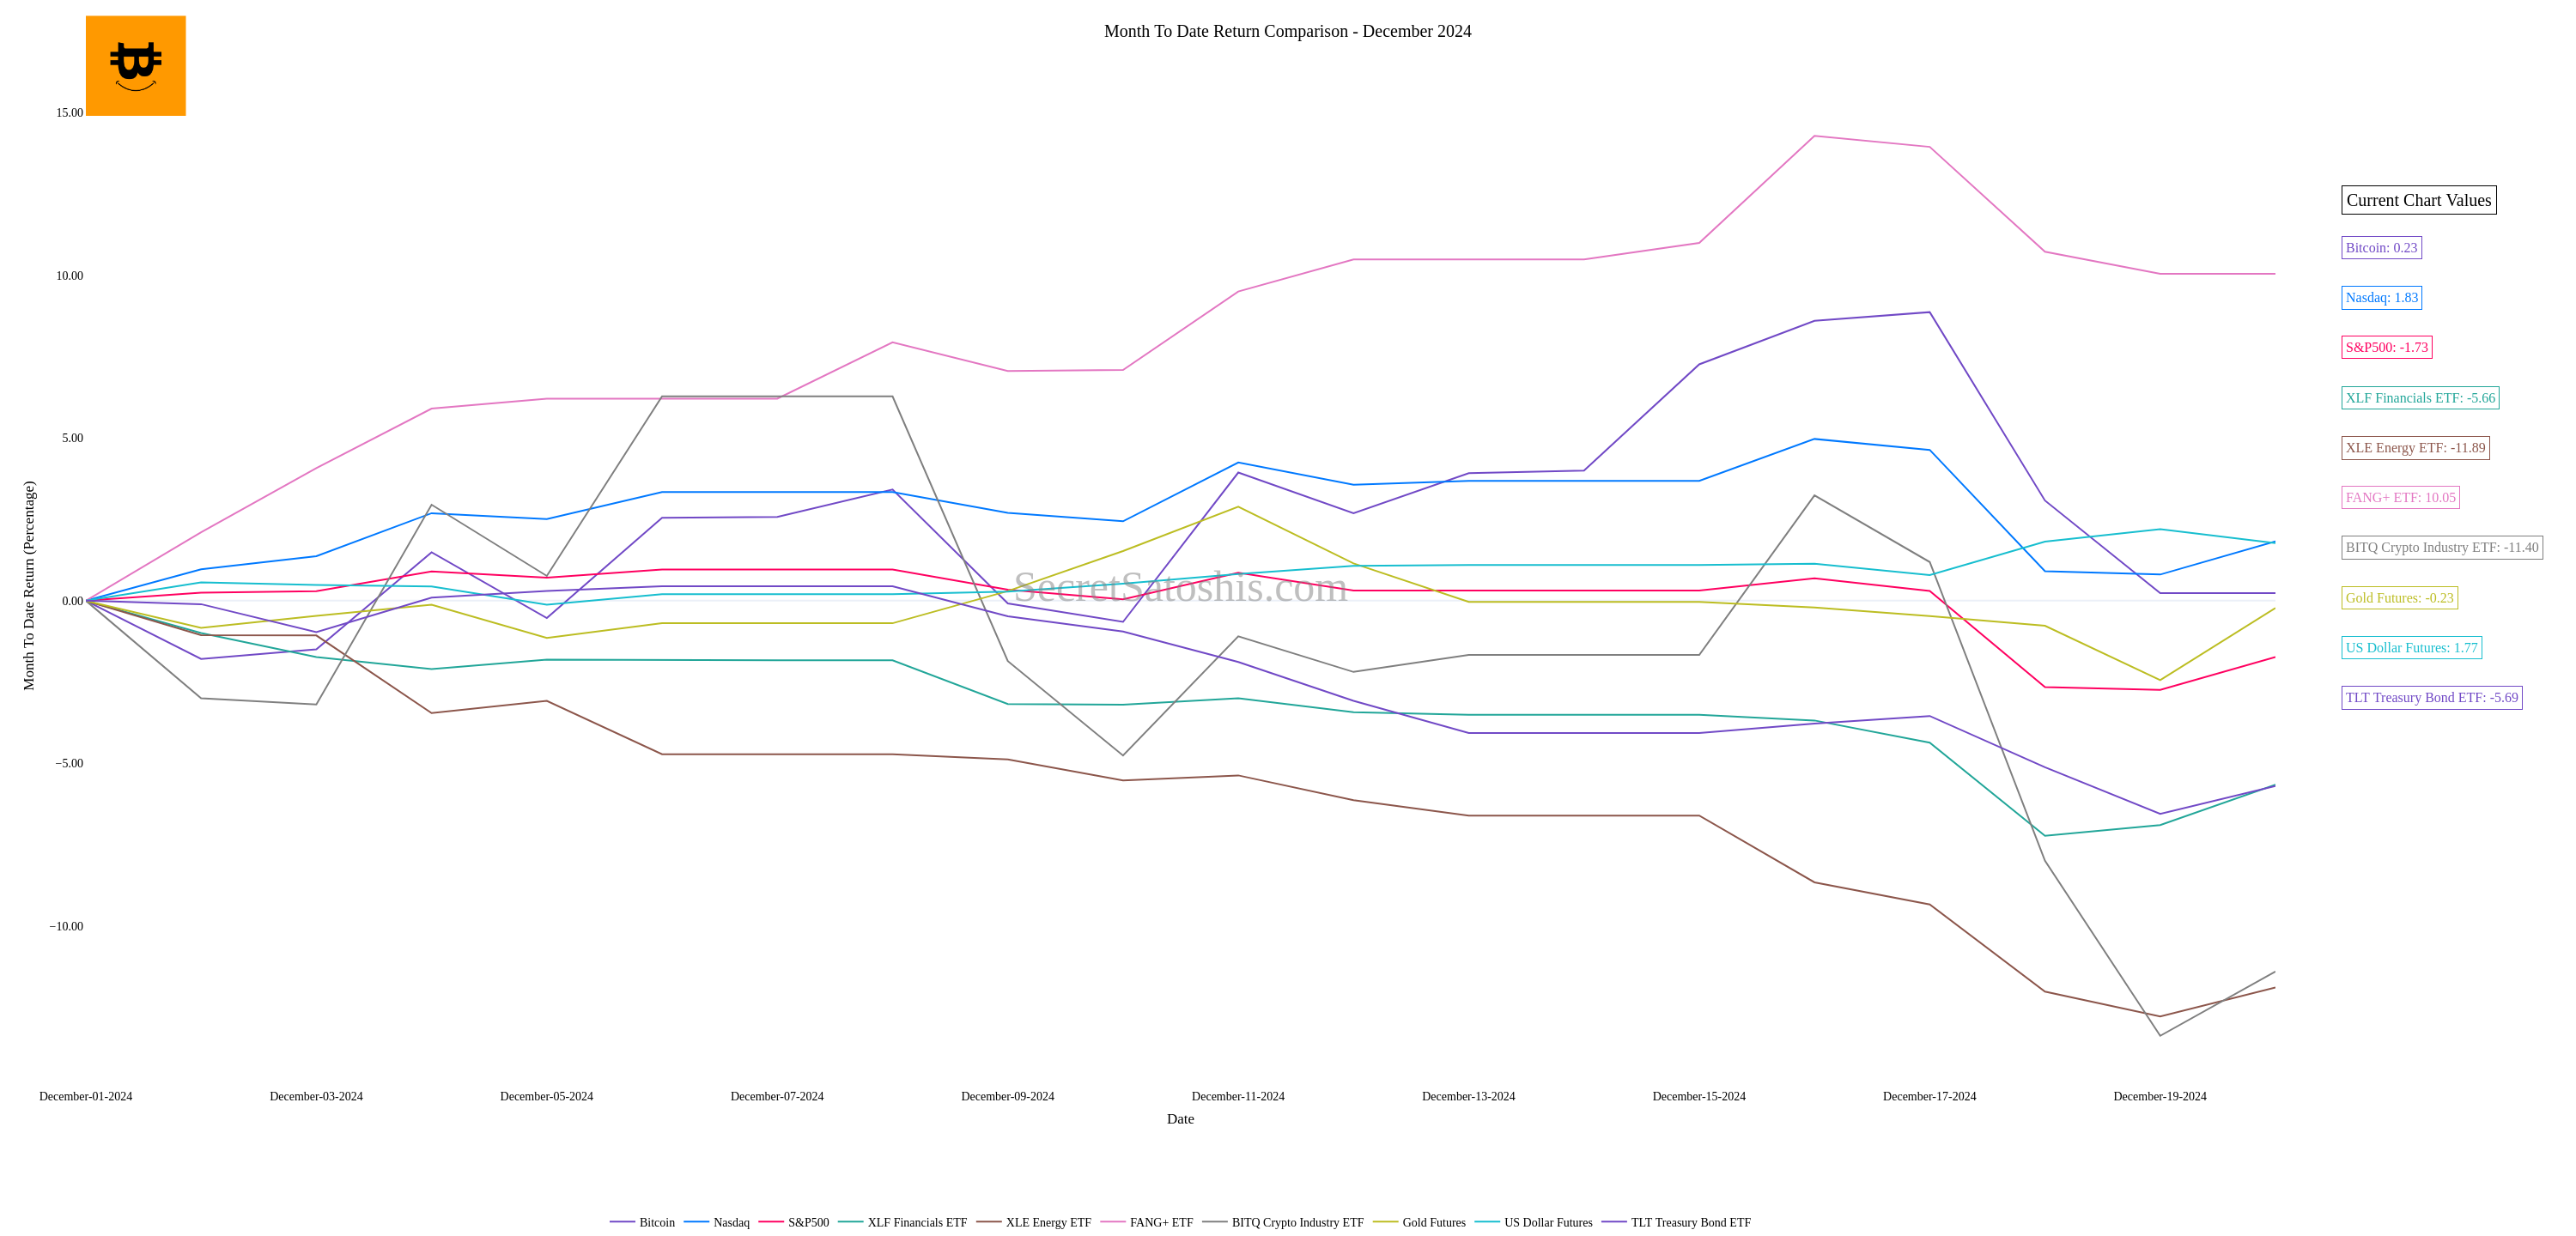 Month To Date Return Comparison - December 2024
15.00
10.00
5.00
0.00
−5.00
−10.00
Month To Date Return (Percentage)
SecretSatoshis.com
Current Chart Values
Bitcoin: 0.23
Nasdaq: 1.83
S&P500: -1.73
XLF Financials ETF: -5.66
XLE Energy ETF: -11.89
FANG+ ETF: 10.05
BITQ Crypto Industry ETF: -11.40
Gold Futures: -0.23
US Dollar Futures: 1.77
TLT Treasury Bond ETF: -5.69
December-01-2024 December-03-2024 December-05-2024 December-07-2024 December-09-2024 December-11-2024 December-13-2024 December-15-2024 December-17-2024 December-19-2024
Date
Bitcoin Nasdaq S&P500 XLF Financials ETF XLE Energy ETF FANG+ ETF BITQ Crypto Industry ETF Gold Futures US Dollar Futures TLT Treasury Bond ETF